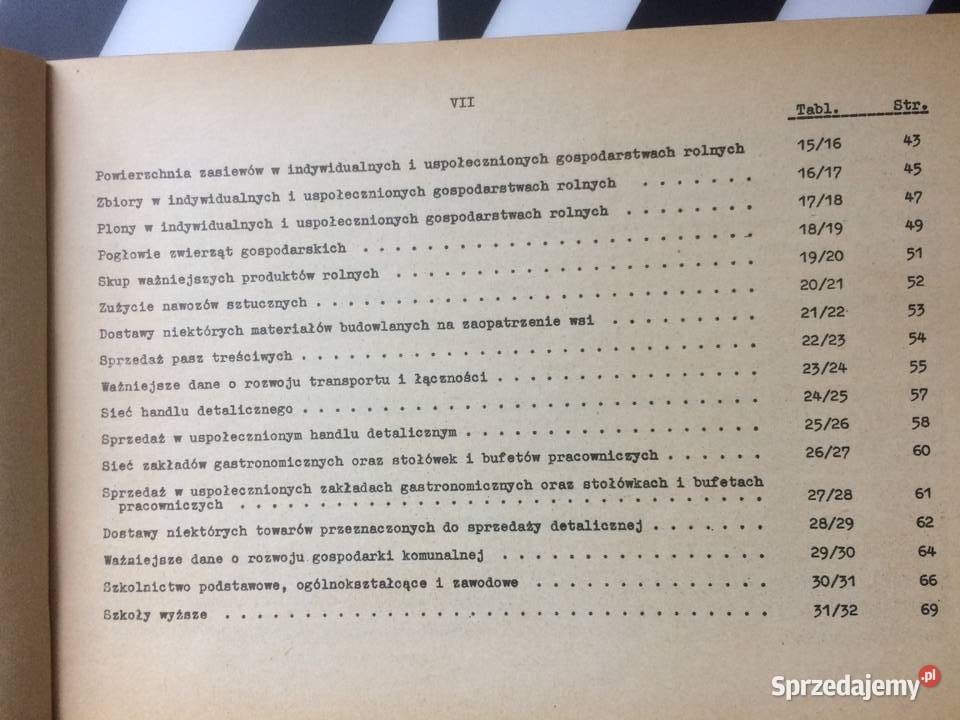 VII
Tabl. Str.
Powierzchnia zasiewów w indywidualnych i uspołecznionych gospodarstwach rolnych 15/16 43
Zbiory w indywidualnych i uspołecznionych gospodarstwach rolnych . . . . . . . 16/17 45
Plony w indywidualnych i uspołecznionych gospodarstwach rolnych . . . . . . . 17/18 47
Pogłowie zwierząt gospodarskich . . . . . . . . . . . . . . . . . . . . . . 18/19 49
Skup ważniejszych produktów rolnych . . . . . . . . . . . . . . . . . . . . 19/20 51
Zużycie nawozów sztucznych . . . . . . . . . . . . . . . . . . . . . . . . 20/21 52
Dostawy niektórych materiałów budowlanych na zaopatrzenie wsi . . . . . . . . 21/22 53
Sprzedaż pasz treściwych . . . . . . . . . . . . . . . . . . . . . . . . . 22/23 54
Ważniejsze dane o rozwoju transportu i łączności . . . . . . . . . . . . . . 23/24 55
Sieć handlu detalicznego . . . . . . . . . . . . . . . . . . . . . . . . . 24/25 57
Sprzedaż w uspołecznionym handlu detalicznym . . . . . . . . . . . . . . . . 25/26 58
Sieć zakładów gastronomicznych oraz stołówek i bufetów pracowniczych . . . . . . 26/27 60
Sprzedaż w uspołecznionych zakładach gastronomicznych oraz stołówkach i bufetach
pracowniczych . . . . . . . . . . . . . . . . . . . . . . . . . . . . 27/28 61
Dostawy niektórych towarów przeznaczonych do sprzedaży detalicznej . . . . . . . 28/29 62
Ważniejsze dane o rozwoju gospodarki komunalnej . . . . . . . . . . . . . . 29/30 64
Szkolnictwo podstawowe, ogólnokształcące i zawodowe . . . . . . . . . . . . 30/31 66
Szkoły wyższe . . . . . . . . . . . . . . . . . . . . . . . . . . . . 31/32 69
Sprzedajemy.pl